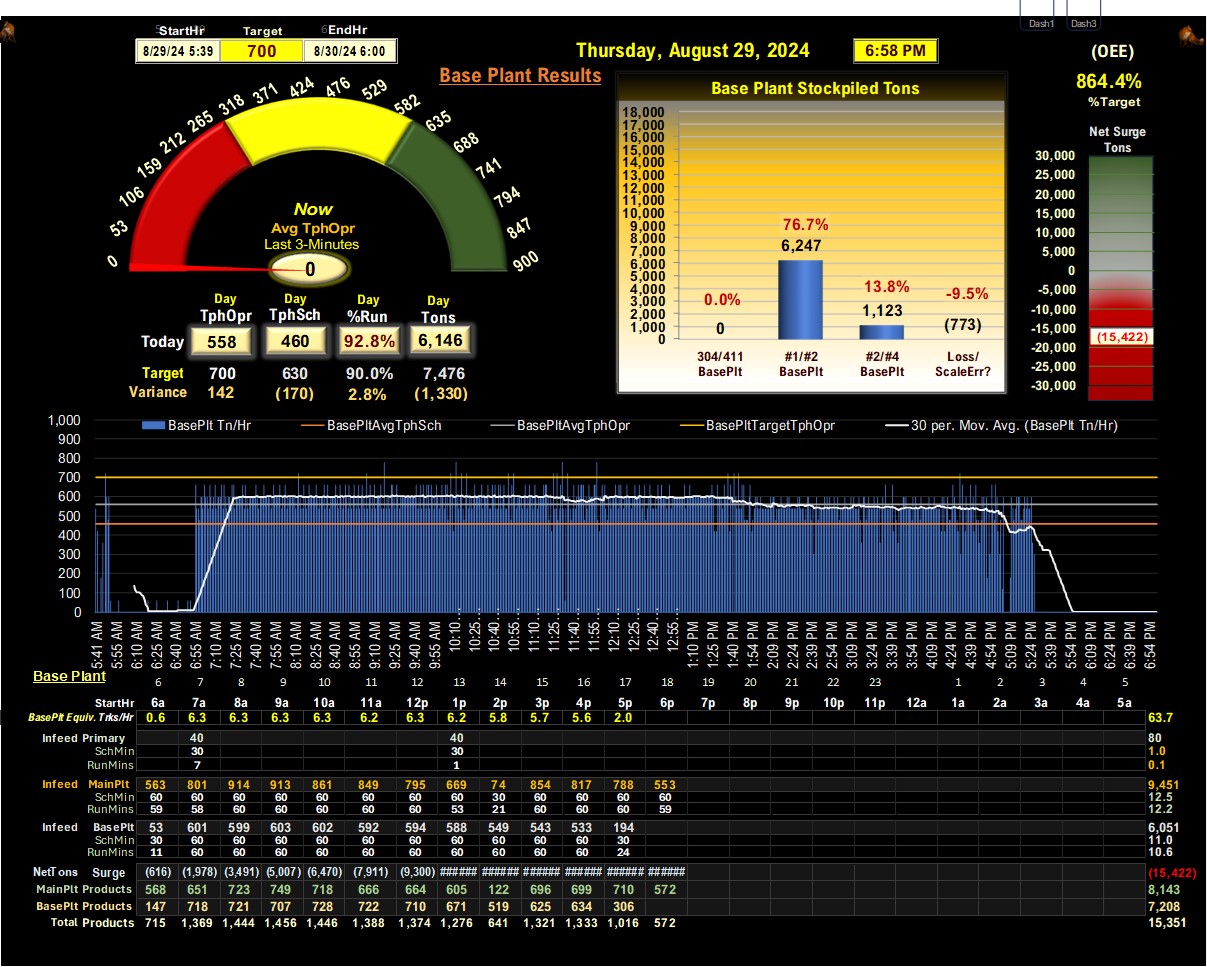 Dash1 Dash3
StartHr Target EndHr
8/29/24 5:39 700 8/30/24 6:00
Thursday, August 29, 2024 6:58 PM
(OEE)
864.4%
%Target
Base Plant Results
Base Plant Stockpiled Tons
Net Surge
Tons
0 53 106 159 212 265 318 371 424 476 529 582 635 688 741 794 847 900
Now
Avg TphOpr
Last 3-Minutes
0
18,000
17,000
16,000
15,000
14,000
13,000
12,000
11,000
10,000
9,000
8,000
7,000
6,000
5,000
4,000
3,000
2,000
1,000
0
0.0% 76.7% 13.8% -9.5%
0 6,247 1,123 (773)
304/411 #1/#2 #2/#4 Loss/
BasePlt BasePlt BasePlt ScaleErr?
30,000
25,000
20,000
15,000
10,000
5,000
0
-5,000
-10,000
-15,000
(15,422)
-20,000
-25,000
-30,000
Day Day Day Day
TphOpr TphSch %Run Tons
Today 558 460 92.8% 6,146
Target 700 630 90.0% 7,476
Variance 142 (170) 2.8% (1,330)
BasePlt Tn/Hr BasePltAvgTphSch BasePltAvgTphOpr BasePltTargetTphOpr 30 per. Mov. Avg. (BasePlt Tn/Hr)
1,000
900
800
700
600
500
400
300
200
100
0
5:41 AM 5:55 AM 6:10 AM 6:25 AM 6:40 AM 6:55 AM 7:10 AM 7:25 AM 7:40 AM 7:55 AM 8:10 AM 8:25 AM 8:40 AM 8:55 AM 9:10 AM 9:25 AM 9:40 AM 9:55 AM 10:10... 10:25... 10:40... 10:55... 11:10... 11:25... 11:40... 11:55... 12:10... 12:25... 12:40... 12:55... 1:10 PM 1:25 PM 1:40 PM 1:54 PM 2:09 PM 2:24 PM 2:39 PM 2:54 PM 3:09 PM 3:24 PM 3:39 PM 3:54 PM 4:09 PM 4:24 PM 4:39 PM 4:54 PM 5:09 PM 5:24 PM 5:39 PM 5:54 PM 6:09 PM 6:24 PM 6:39 PM 6:54 PM
Base Plant
6 7 8 9 10 11 12 13 14 15 16 17 18 19 20 21 22 23 1 2 3 4 5
StartHr 6a 7a 8a 9a 10a 11a 12p 1p 2p 3p 4p 5p 6p 7p 8p 9p 10p 11p 12a 1a 2a 3a 4a 5a
BasePlt Equiv. Trks/Hr 0.6 6.3 6.3 6.3 6.3 6.2 6.3 6.2 5.8 5.7 5.6 2.0 63.7
Infeed Primary 40 40 80
SchMin 30 30 1.0
RunMins 7 1 0.1
Infeed MainPlt 563 801 914 913 861 849 795 669 74 854 817 788 553 9,451
SchMin 60 60 60 60 60 60 60 60 30 60 60 60 60 12.5
RunMins 59 58 60 60 60 60 60 53 21 60 60 60 59 12.2
Infeed BasePlt 53 601 599 603 602 592 594 588 549 543 533 194 6,051
SchMin 30 60 60 60 60 60 60 60 60 60 60 30 11.0
RunMins 11 60 60 60 60 60 60 60 60 60 60 24 10.6
NetTons Surge (616) (1,978) (3,491) (5,007) (6,470) (7,911) (9,300) ###### ###### ###### ###### ###### ###### (15,422)
MainPlt Products 568 651 723 749 718 666 664 605 122 696 699 710 572 8,143
BasePlt Products 147 718 721 707 728 722 710 671 519 625 634 306 7,208
Total Products 715 1,369 1,444 1,456 1,446 1,388 1,374 1,276 641 1,321 1,333 1,016 572 15,351